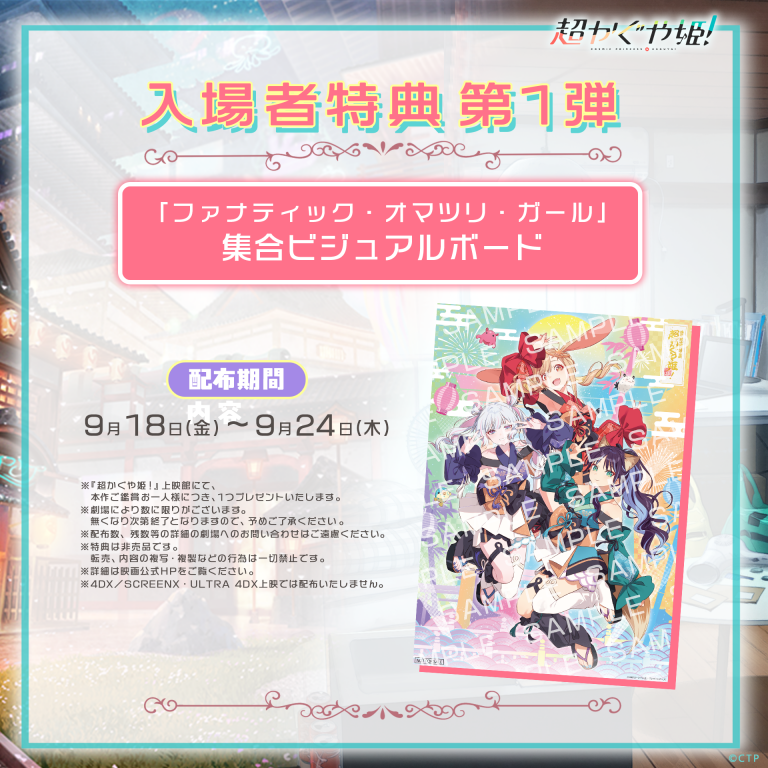 超かぐや姫!
COSMIC PRINCESS KAGUYA!
入場者特典 第1弾
「ファナティック・オマツリ・ガール」
集合ビジュアルボード
配布期間
内容
9月18日(金)~9月24日(木)
※『超かぐや姫!』上映館にて、
本作ご鑑賞お一人様につき、1つプレゼントいたします。
※劇場により数に限りがございます。
無くなり次第終了となりますので、予めご了承ください。
※配布数、残数等の詳細の劇場へのお問い合わせはご遠慮ください。
※特典は非売品です。
転売、内容の複写・複製などの行為は一切禁止です。
※詳細は映画公式HPをご覧ください。
※4DX/SCREENX・ULTRA 4DX上映では配布いたしません。
SAMPLE
©CTP